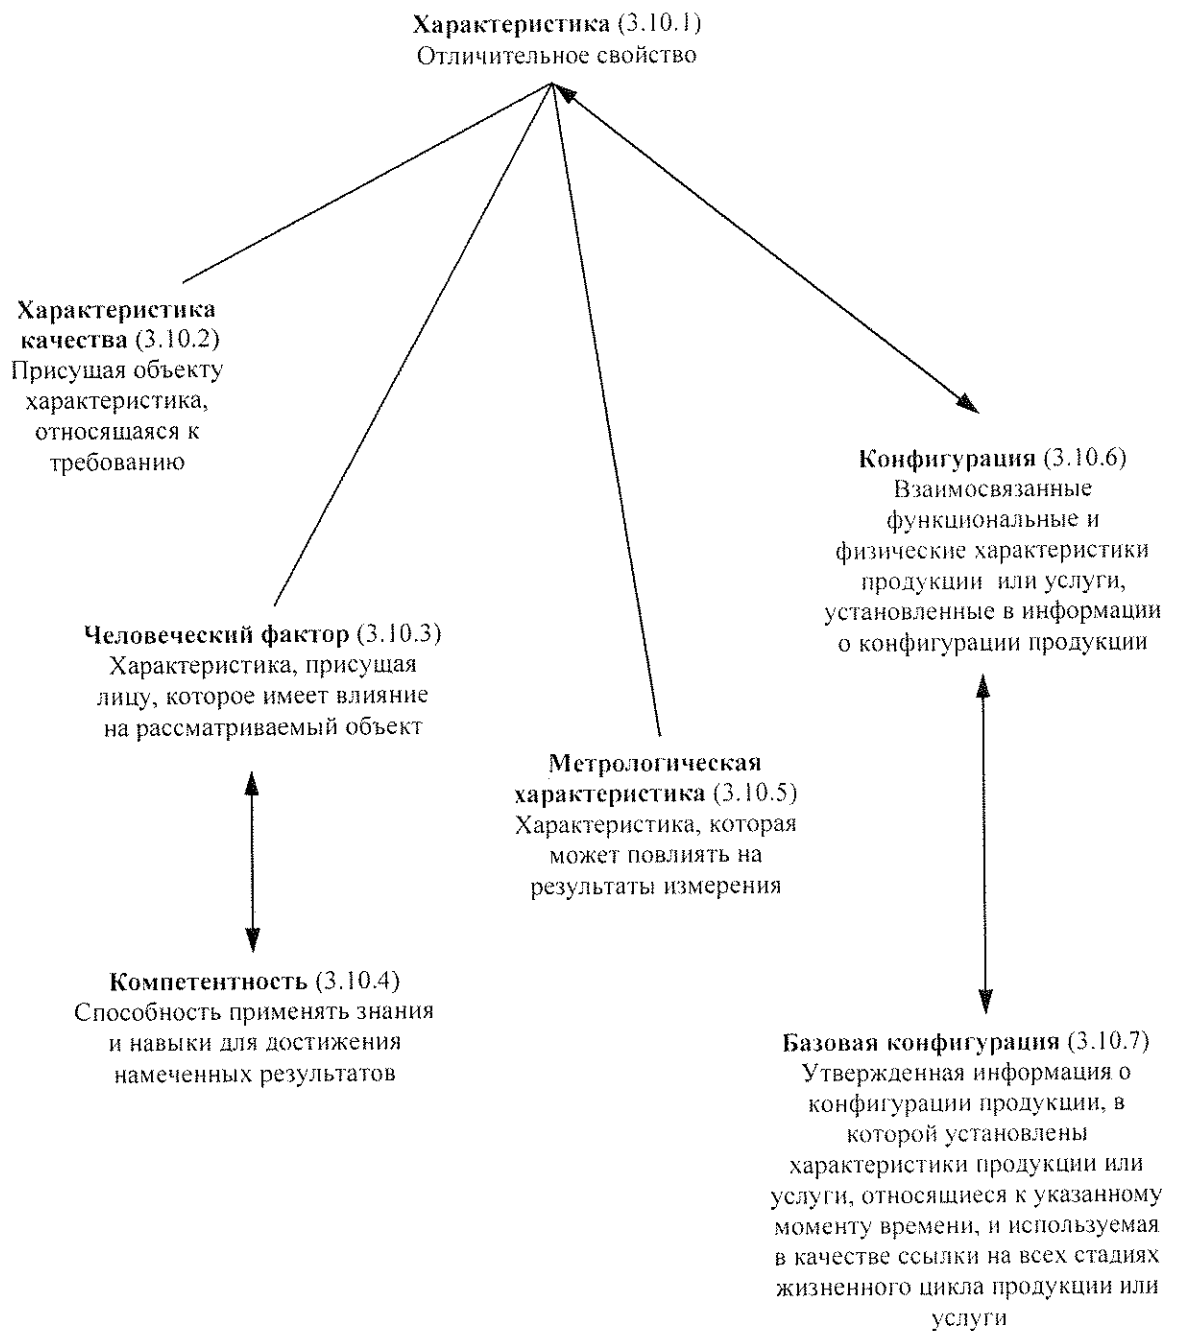 Характеристика (3.10.1)
Отличительное свойство
Характеристика
качества (3.10.2)
Присущая объекту
характеристика,
относящаяся к
требованию
Конфигурация (3.10.6)
Взаимосвязанные
функциональные и
физические характеристики
продукции или услуги,
установленные в информации
о конфигурации продукции
Человеческий фактор (3.10.3)
Характеристика, присущая
лицу, которое имеет влияние
на рассматриваемый объект
Метрологическая
характеристика (3.10.5)
Характеристика, которая
может повлиять на
результаты измерения
Компетентность (3.10.4)
Способность применять знания
и навыки для достижения
намеченных результатов
Базовая конфигурация (3.10.7)
Утвержденная информация о
конфигурации продукции, в
которой установлены
характеристики продукции или
услуги, относящиеся к указанному
моменту времени, и используемая
в качестве ссылки на всех стадиях
жизненного цикла продукции или
услуги